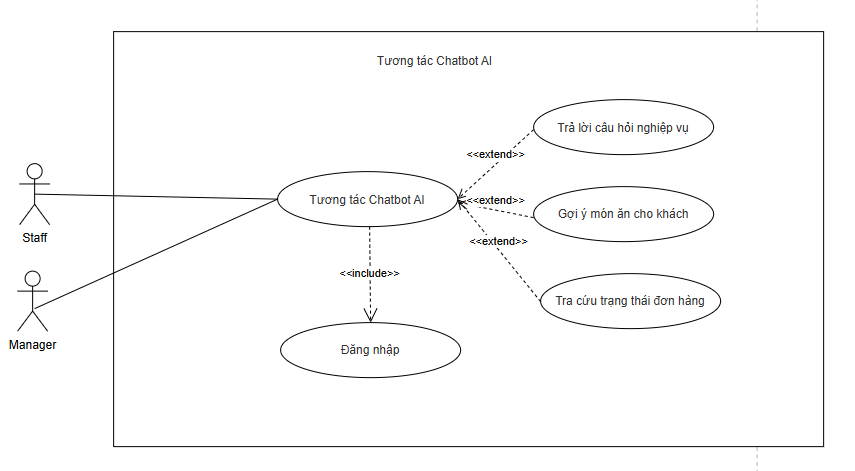 Tương tác Chatbot AI
Trả lời câu hỏi nghiệp vụ
<<extend>>
Tương tác Chatbot AI
<<extend>>
Gợi ý món ăn cho khách
Staff
<<extend>>
<<include>>
Tra cứu trạng thái đơn hàng
Manager
Đăng nhập